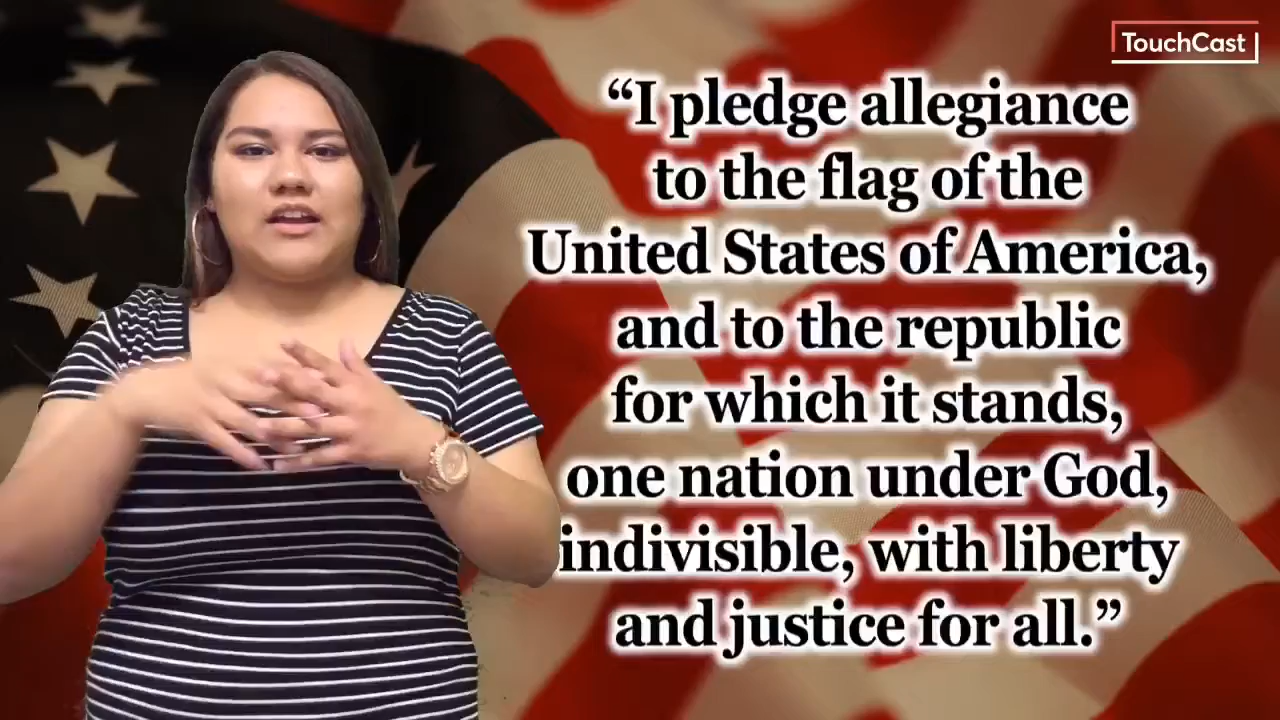 TouchCast
“I pledge allegiance
to the flag of the
United States of America,
and to the republic
for which it stands,
one nation under God,
indivisible, with liberty
and justice for all.”